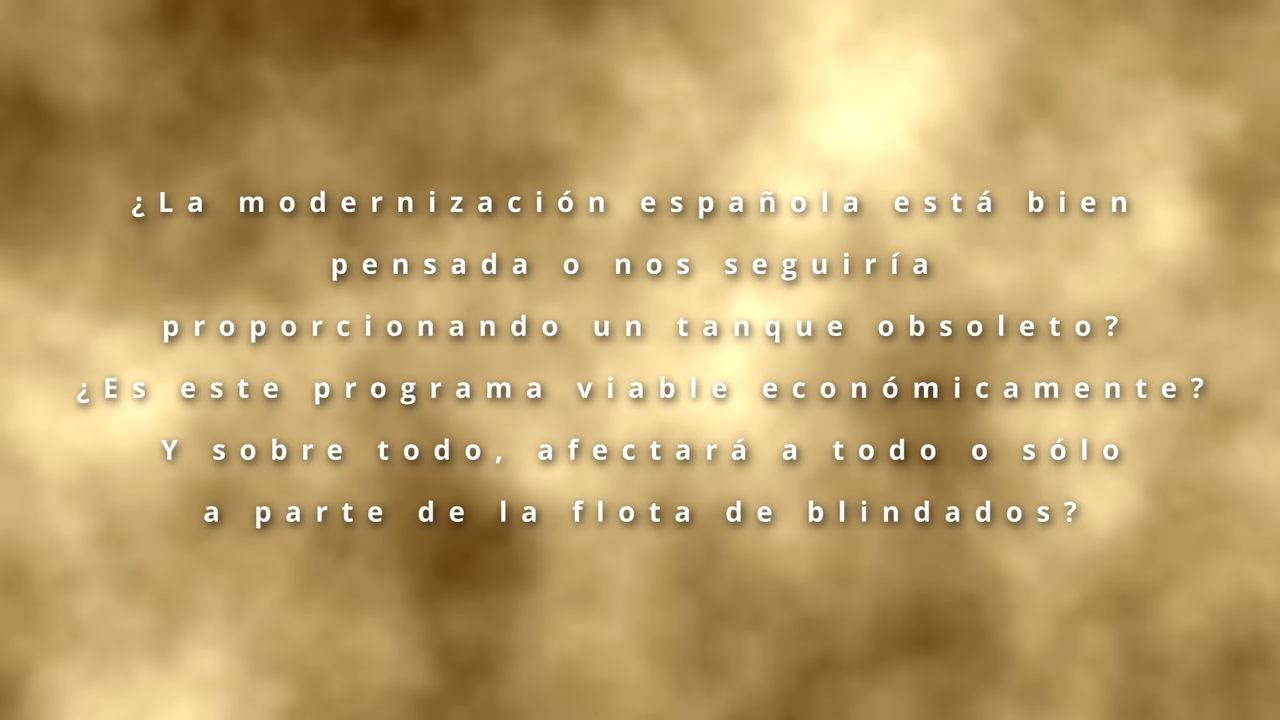 ¿La modernización española está bien
pensada o nos seguiría
proporcionando un tanque obsoleto?
¿Es este programa viable económicamente?
Y sobre todo, afectará a todo o sólo
a parte de la flota de blindados?